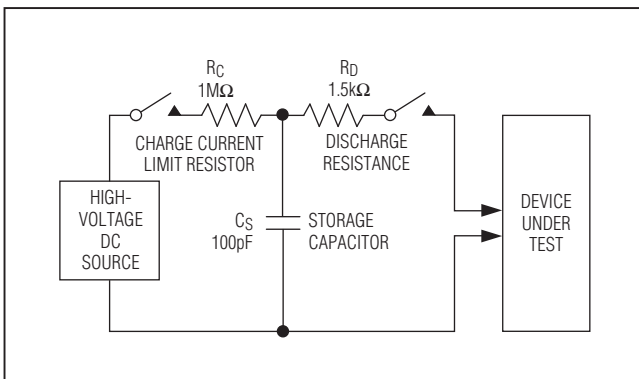 RC
1MΩ
CHARGE CURRENT
LIMIT RESISTOR
RD
1.5kΩ
DISCHARGE
RESISTANCE
HIGH-
VOLTAGE
DC
SOURCE
CS
100pF
STORAGE
CAPACITOR
DEVICE
UNDER
TEST